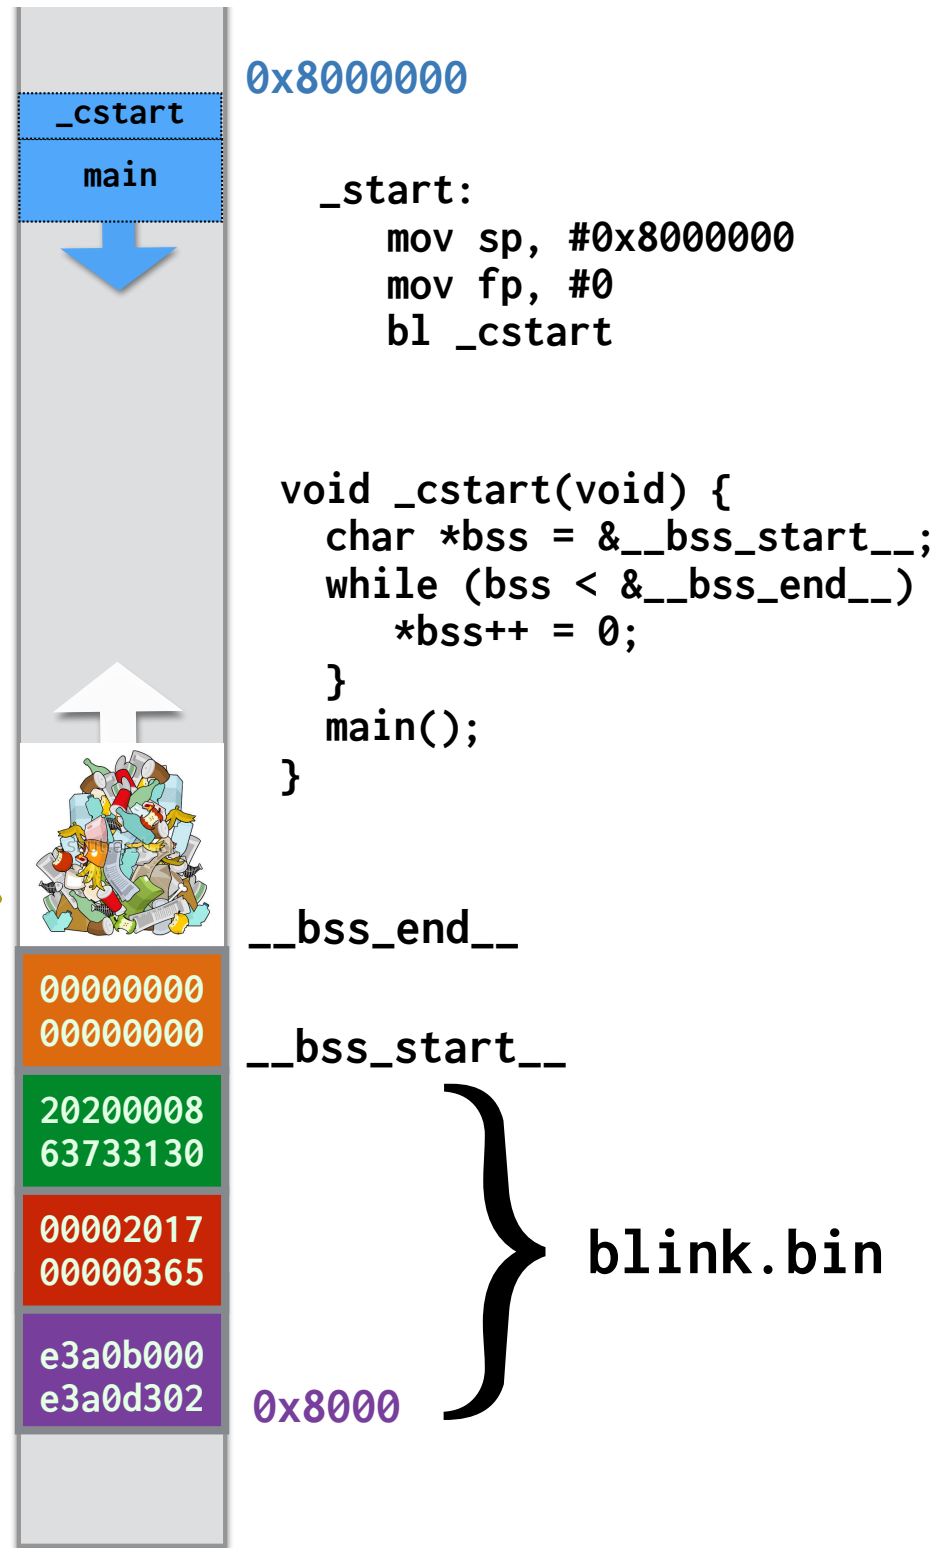 0x8000000
_cstart
main
_start:
mov sp, #0x8000000
mov fp, #0
bl _cstart
void _cstart(void) {
char *bss = &__bss_start__;
while (bss < &__bss_end__)
*bss++ = 0;
}
main();
}
__bss_end__
00000000
00000000
__bss_start__
20200008
63733130
00002017
00000365
blink.bin
e3a0b000
e3a0d302
0x8000